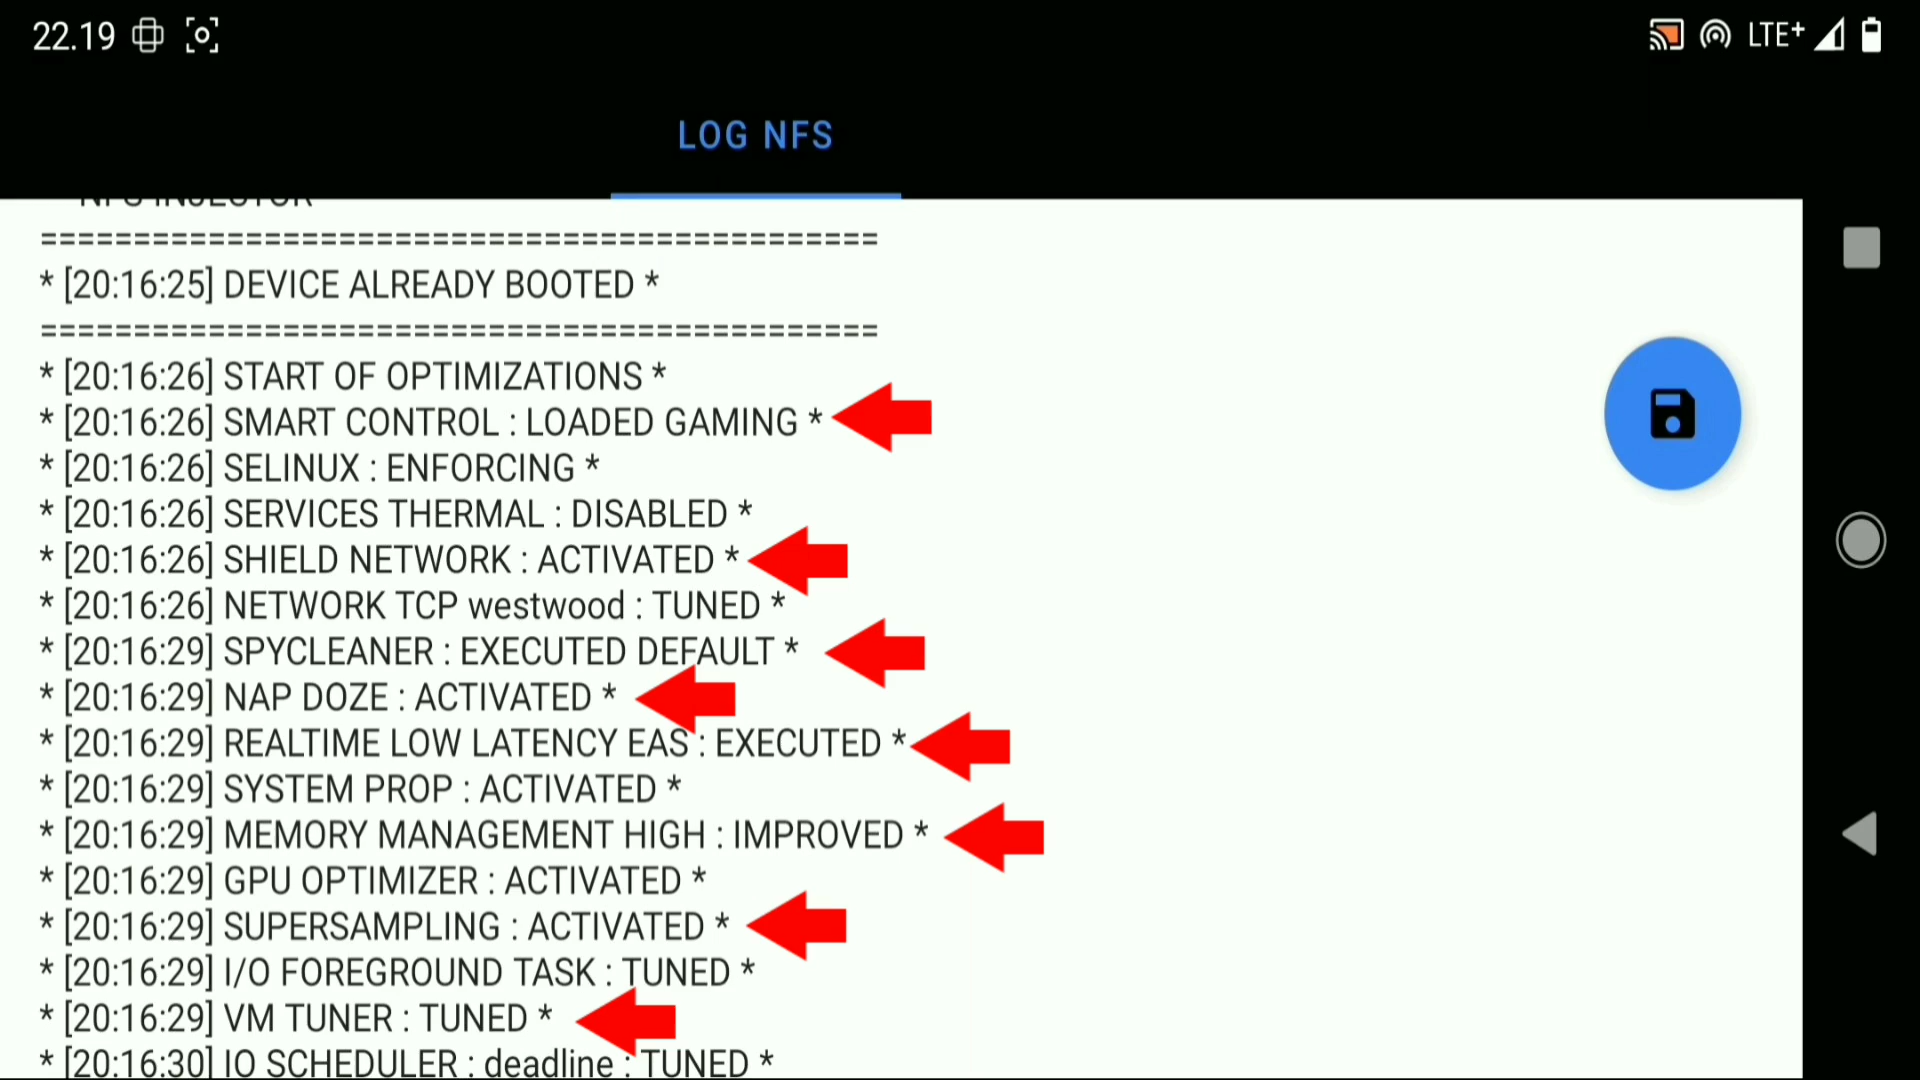 22.19
LTE+
LOG NFS
NFS INJECTOR
=============================================
* [20:16:25] DEVICE ALREADY BOOTED *
=============================================
* [20:16:26] START OF OPTIMIZATIONS *
* [20:16:26] SMART CONTROL : LOADED GAMING *
* [20:16:26] SELINUX : ENFORCING *
* [20:16:26] SERVICES THERMAL : DISABLED *
* [20:16:26] SHIELD NETWORK : ACTIVATED *
* [20:16:26] NETWORK TCP westwood : TUNED *
* [20:16:29] SPYCLEANER : EXECUTED DEFAULT *
* [20:16:29] NAP DOZE : ACTIVATED *
* [20:16:29] REALTIME LOW LATENCY EAS : EXECUTED *
* [20:16:29] SYSTEM PROP : ACTIVATED *
* [20:16:29] MEMORY MANAGEMENT HIGH : IMPROVED *
* [20:16:29] GPU OPTIMIZER : ACTIVATED *
* [20:16:29] SUPERSAMPLING : ACTIVATED *
* [20:16:29] I/O FOREGROUND TASK : TUNED *
* [20:16:29] VM TUNER : TUNED *
* [20:16:30] IO SCHEDULER : deadline : TUNED *